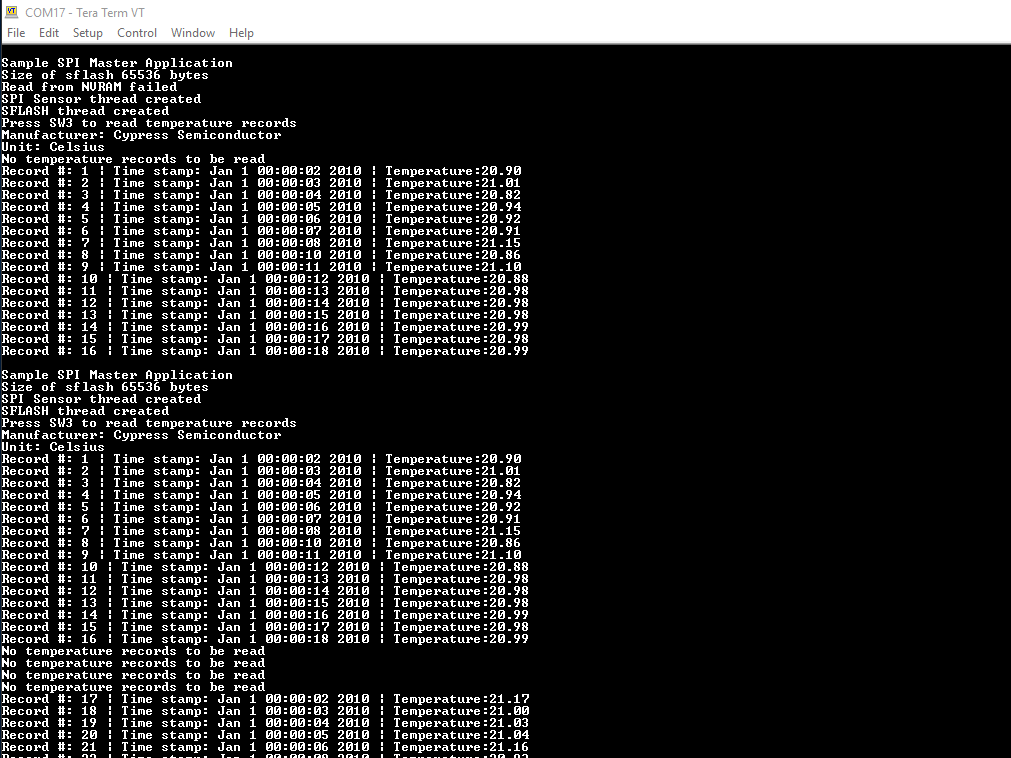 COM17 - Tera Term VT
File Edit Setup Control Window Help
Sample SPI Master Application
Size of sflash 65536 bytes
Read from NVRAM failed
SPI Sensor thread created
SFLASH thread created
Press SW3 to read temperature records
Manufacturer: Cypress Semiconductor
Unit: Celsius
No temperature records to be read
Record #: 1 | Time stamp: Jan 1 00:00:02 2010 | Temperature:20.90
Record #: 2 | Time stamp: Jan 1 00:00:03 2010 | Temperature:21.01
Record #: 3 | Time stamp: Jan 1 00:00:04 2010 | Temperature:20.82
Record #: 4 | Time stamp: Jan 1 00:00:05 2010 | Temperature:20.94
Record #: 5 | Time stamp: Jan 1 00:00:06 2010 | Temperature:20.92
Record #: 6 | Time stamp: Jan 1 00:00:07 2010 | Temperature:20.91
Record #: 7 | Time stamp: Jan 1 00:00:08 2010 | Temperature:21.15
Record #: 8 | Time stamp: Jan 1 00:00:10 2010 | Temperature:20.86
Record #: 9 | Time stamp: Jan 1 00:00:11 2010 | Temperature:21.10
Record #: 10 | Time stamp: Jan 1 00:00:12 2010 | Temperature:20.88
Record #: 11 | Time stamp: Jan 1 00:00:13 2010 | Temperature:20.98
Record #: 12 | Time stamp: Jan 1 00:00:14 2010 | Temperature:20.98
Record #: 13 | Time stamp: Jan 1 00:00:15 2010 | Temperature:20.98
Record #: 14 | Time stamp: Jan 1 00:00:16 2010 | Temperature:20.99
Record #: 15 | Time stamp: Jan 1 00:00:17 2010 | Temperature:20.98
Record #: 16 | Time stamp: Jan 1 00:00:18 2010 | Temperature:20.99
Sample SPI Master Application
Size of sflash 65536 bytes
SPI Sensor thread created
SFLASH thread created
Press SW3 to read temperature records
Manufacturer: Cypress Semiconductor
Unit: Celsius
Record #: 1 | Time stamp: Jan 1 00:00:02 2010 | Temperature:20.90
Record #: 2 | Time stamp: Jan 1 00:00:03 2010 | Temperature:21.01
Record #: 3 | Time stamp: Jan 1 00:00:04 2010 | Temperature:20.82
Record #: 4 | Time stamp: Jan 1 00:00:05 2010 | Temperature:20.94
Record #: 5 | Time stamp: Jan 1 00:00:06 2010 | Temperature:20.92
Record #: 6 | Time stamp: Jan 1 00:00:07 2010 | Temperature:20.91
Record #: 7 | Time stamp: Jan 1 00:00:08 2010 | Temperature:21.15
Record #: 8 | Time stamp: Jan 1 00:00:10 2010 | Temperature:20.86
Record #: 9 | Time stamp: Jan 1 00:00:11 2010 | Temperature:21.10
Record #: 10 | Time stamp: Jan 1 00:00:12 2010 | Temperature:20.88
Record #: 11 | Time stamp: Jan 1 00:00:13 2010 | Temperature:20.98
Record #: 12 | Time stamp: Jan 1 00:00:14 2010 | Temperature:20.98
Record #: 13 | Time stamp: Jan 1 00:00:15 2010 | Temperature:20.98
Record #: 14 | Time stamp: Jan 1 00:00:16 2010 | Temperature:20.99
Record #: 15 | Time stamp: Jan 1 00:00:17 2010 | Temperature:20.98
Record #: 16 | Time stamp: Jan 1 00:00:18 2010 | Temperature:20.99
No temperature records to be read
No temperature records to be read
No temperature records to be read
No temperature records to be read
Record #: 17 | Time stamp: Jan 1 00:00:02 2010 | Temperature:21.17
Record #: 18 | Time stamp: Jan 1 00:00:03 2010 | Temperature:21.00
Record #: 19 | Time stamp: Jan 1 00:00:04 2010 | Temperature:21.03
Record #: 20 | Time stamp: Jan 1 00:00:05 2010 | Temperature:21.04
Record #: 21 | Time stamp: Jan 1 00:00:06 2010 | Temperature:21.16